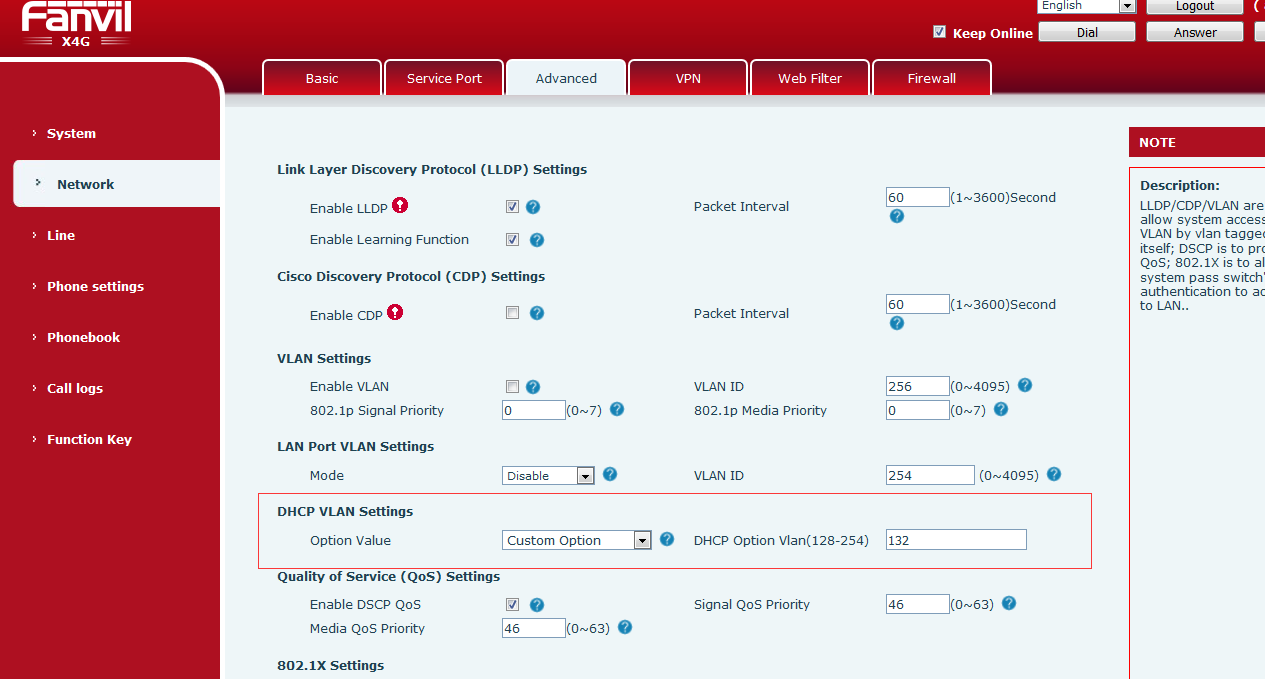 Fanvil
X4G
English
Logout
(
Keep Online
Dial
Answer
Basic
Service Port
Advanced
VPN
Web Filter
Firewall
System
Network
Line
Phone settings
Phonebook
Call logs
Function Key
Link Layer Discovery Protocol (LLDP) Settings
Enable LLDP
Packet Interval
60 (1~3600)Second
Enable Learning Function
Cisco Discovery Protocol (CDP) Settings
Enable CDP
Packet Interval
60 (1~3600)Second
VLAN Settings
Enable VLAN
VLAN ID
256 (0~4095)
802.1p Signal Priority
0 (0~7)
802.1p Media Priority
0 (0~7)
LAN Port VLAN Settings
Mode
Disable
VLAN ID
254 (0~4095)
DHCP VLAN Settings
Option Value
Custom Option
DHCP Option Vlan(128-254)
132
Quality of Service (QoS) Settings
Enable DSCP QoS
Signal QoS Priority
46 (0~63)
Media QoS Priority
46 (0~63)
802.1X Settings
NOTE
Description:
LLDP/CDP/VLAN are
allow system access
VLAN by vlan tagged
itself; DSCP is to
QoS; 802.1X is to
system pass switch'
authentication to
to LAN..